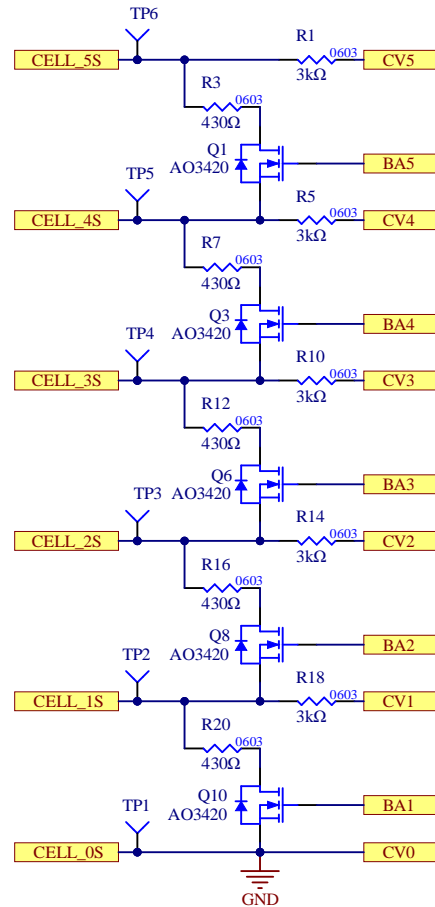 TP6
R1
CELL_5S
0603
CV5
3kΩ
R3
0603
430Ω
Q1
AO3420
BA5
TP5
R5
CELL_4S
0603
CV4
3kΩ
R7
0603
430Ω
Q3
AO3420
BA4
TP4
R10
CELL_3S
0603
CV3
3kΩ
R12
0603
430Ω
Q6
AO3420
BA3
TP3
R14
CELL_2S
0603
CV2
3kΩ
R16
0603
430Ω
Q8
AO3420
BA2
TP2
R18
CELL_1S
0603
CV1
3kΩ
R20
0603
430Ω
Q10
AO3420
BA1
TP1
CELL_0S
CV0
GND